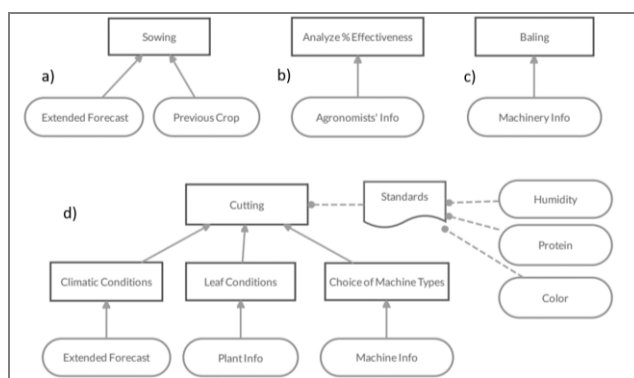 Sowing
Analyze % Effectiveness
Baling
a)
b)
c)
Extended Forecast
Previous Crop
Agronomists' Info
Machinery Info
d)
Cutting
Standards
Humidity
Protein
Color
Climatic Conditions
Leaf Conditions
Choice of Machine Types
Extended Forecast
Plant Info
Machine Info